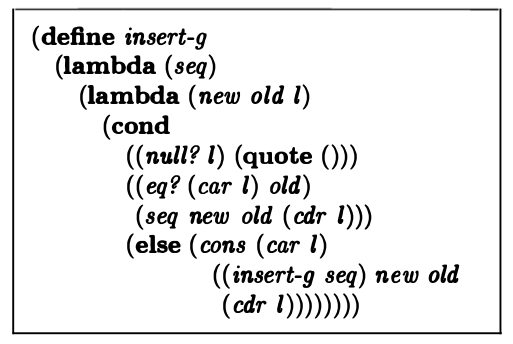 (define insert-g
(lambda (seq)
(lambda (new old l)
(cond
((null? l) (quote ()))
((eq? (car l) old)
(seq new old (cdr l)))
(else (cons (car l)
((insert-g seq) new old
(cdr l))))))))